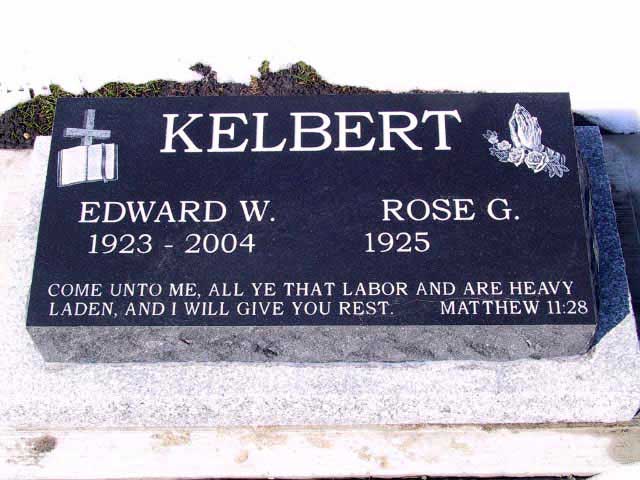 KELBERT
EDWARD W. ROSE G.
1923 - 2004 1925
COME UNTO ME, ALL YE THAT LABOR AND ARE HEAVY
LADEN, AND I WILL GIVE YOU REST. MATTHEW 11:28